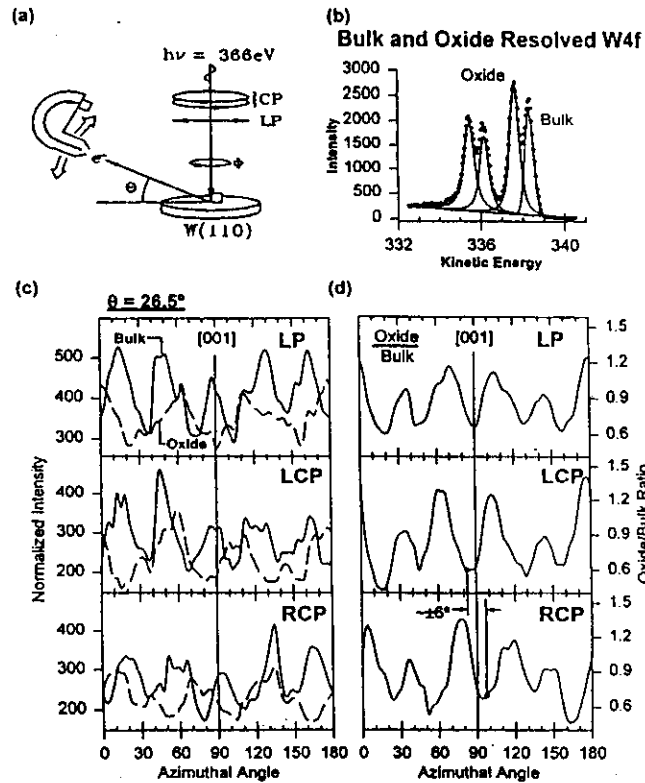 (a)
hν = 366eV
CP
LP
Φ
e⁻
Θ
W(110)
(b)
Bulk and Oxide Resolved W4f
Oxide
Bulk
Intensity
3000
2500
2000
1500
1000
500
0
332 336 340
Kinetic Energy
(c)
θ = 26.5°
Bulk
[001]
LP
Oxide
500
400
300
LCP
400
300
200
RCP
400
300
200
Normalized Intensity
0 30 60 90 120 150 180
Azimuthal Angle
(d)
Oxide
Bulk
[001]
LP
1.5
1.2
0.9
0.6
LCP
1.5
1.2
0.9
0.6
~±6°
RCP
1.5
1.2
0.9
0.6
Oxide/Bulk Ratio
0 30 60 90 120 150 180
Azimuthal Angle